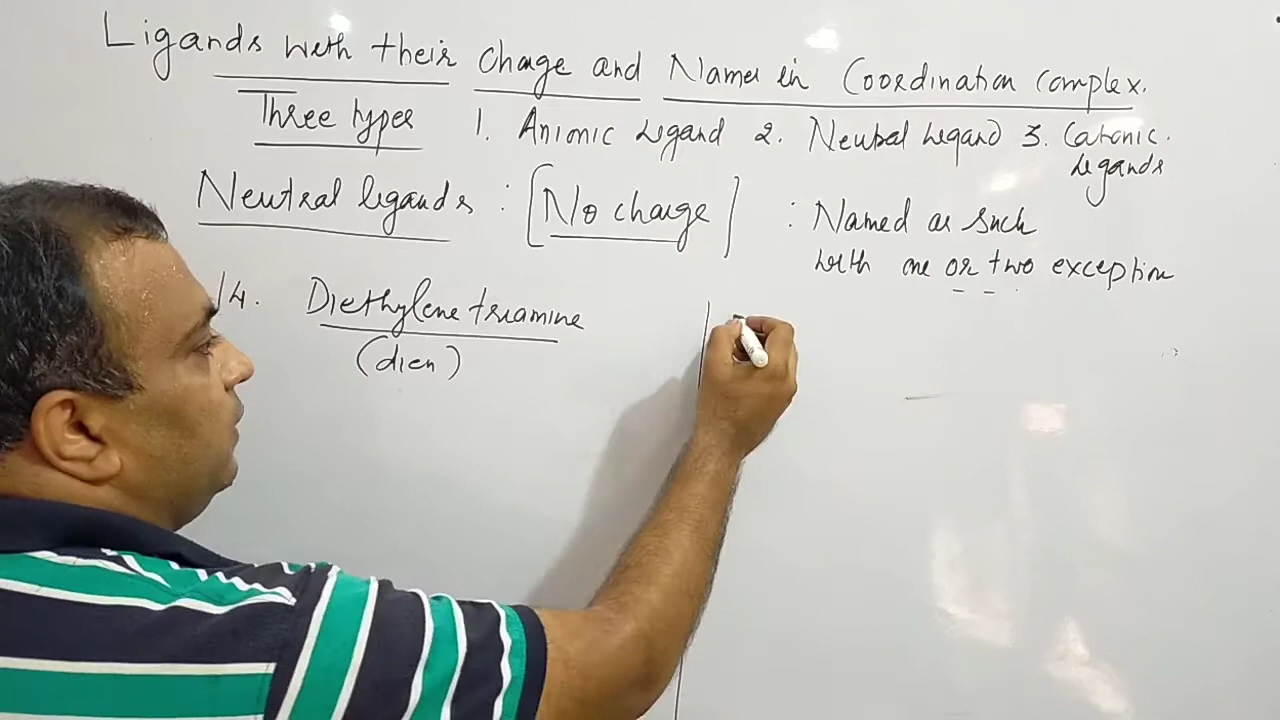 Ligands with their charge and Names in Coordination complex.
Three types 1. Anionic Ligand 2. Neutral Ligand 3. Cationic Ligands
Neutral ligands : [No charge] : Named as such
with one or two exception
14. Diethylene triamine
(dien)